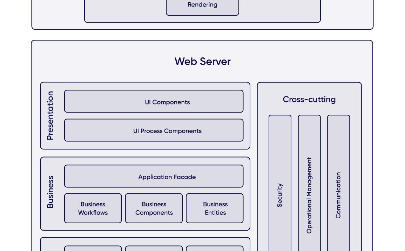 Rendering
Web Server
Presentation
UI Components
UI Process Components
Business
Application Facade
Business
Workflows
Business
Components
Business
Entities
Cross-cutting
Security
Operational Management
Communication